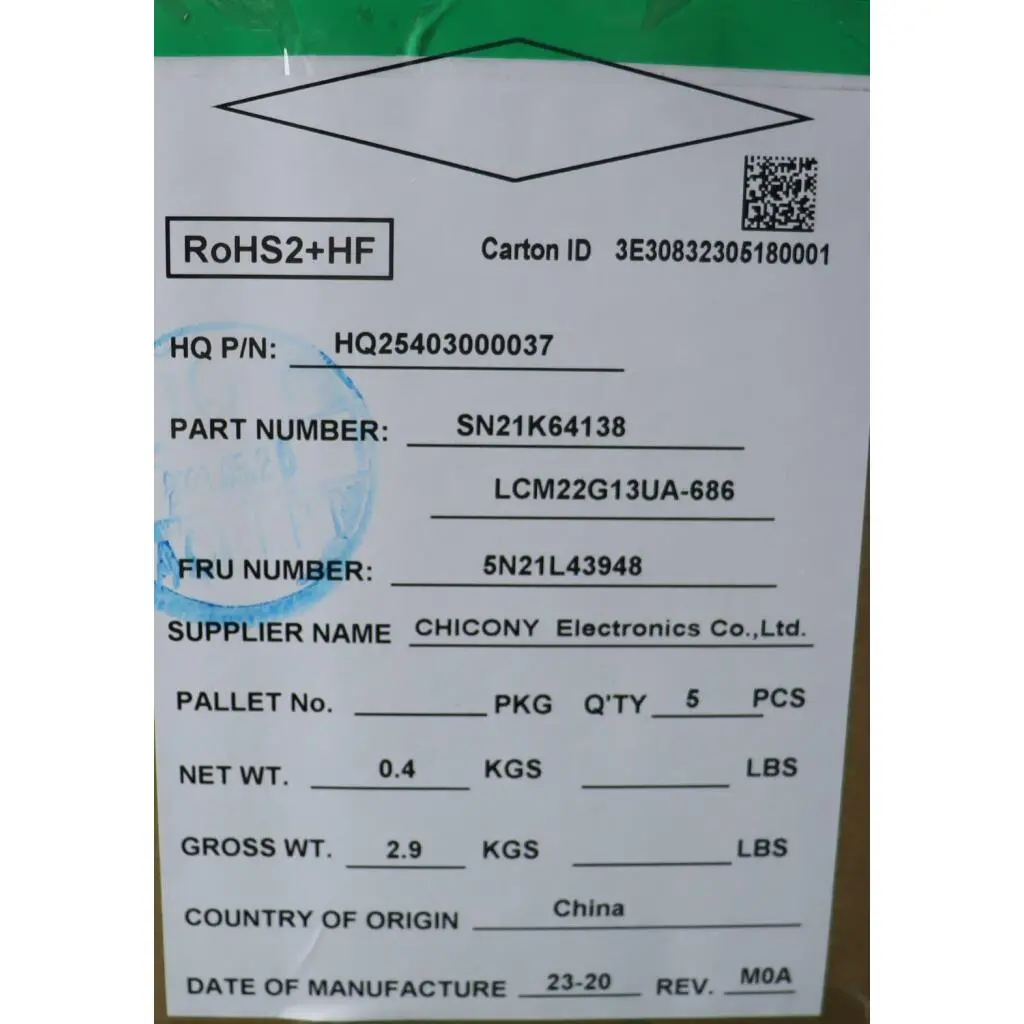 RoHS2+HF
Carton ID 3E30832305180001
HQ P/N: HQ25403000037
PART NUMBER: SN21K64138
LCM22G13UA-686
FRU NUMBER: 5N21L43948
SUPPLIER NAME CHICONY Electronics Co.,Ltd.
PALLET No. PKG Q'TY 5 PCS
NET WT. 0.4 KGS LBS
GROSS WT. 2.9 KGS LBS
COUNTRY OF ORIGIN China
DATE OF MANUFACTURE 23-20 REV. M0A